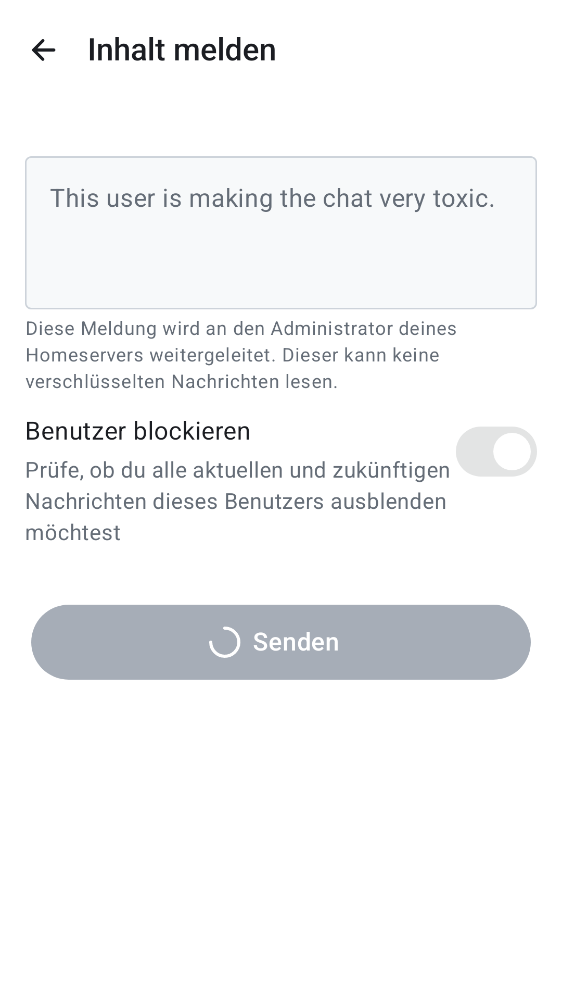 Inhalt melden
This user is making the chat very toxic.
Diese Meldung wird an den Administrator deines
Homeservers weitergeleitet. Dieser kann keine
verschlüsselten Nachrichten lesen.
Benutzer blockieren
Prüfe, ob du alle aktuellen und zukünftigen
Nachrichten dieses Benutzers ausblenden
möchtest
Senden